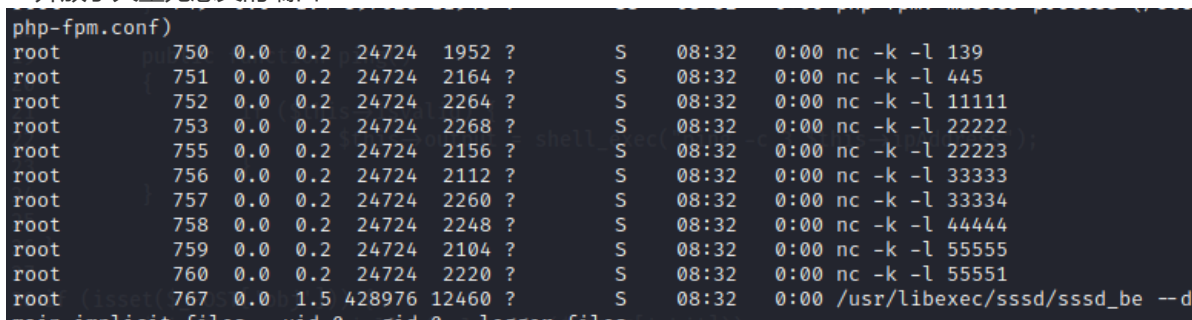 php-fpm.conf)
root 750 0.0 0.2 24724 1952 ? S 08:32 0:00 nc -k -l 139
root 751 0.0 0.2 24724 2164 ? S 08:32 0:00 nc -k -l 445
root 752 0.0 0.2 24724 2264 ? S 08:32 0:00 nc -k -l 11111
root 753 0.0 0.2 24724 2268 ? S 08:32 0:00 nc -k -l 22222
root 755 0.0 0.2 24724 2156 ? S 08:32 0:00 nc -k -l 22223
root 756 0.0 0.2 24724 2112 ? S 08:32 0:00 nc -k -l 33333
root 757 0.0 0.2 24724 2260 ? S 08:32 0:00 nc -k -l 33334
root 758 0.0 0.2 24724 2248 ? S 08:32 0:00 nc -k -l 44444
root 759 0.0 0.2 24724 2104 ? S 08:32 0:00 nc -k -l 55555
root 760 0.0 0.2 24724 2220 ? S 08:32 0:00 nc -k -l 55551
root 767 0.0 1.5 428976 12460 ? S 08:32 0:00 /usr/libexec/sssd/sssd_be --d